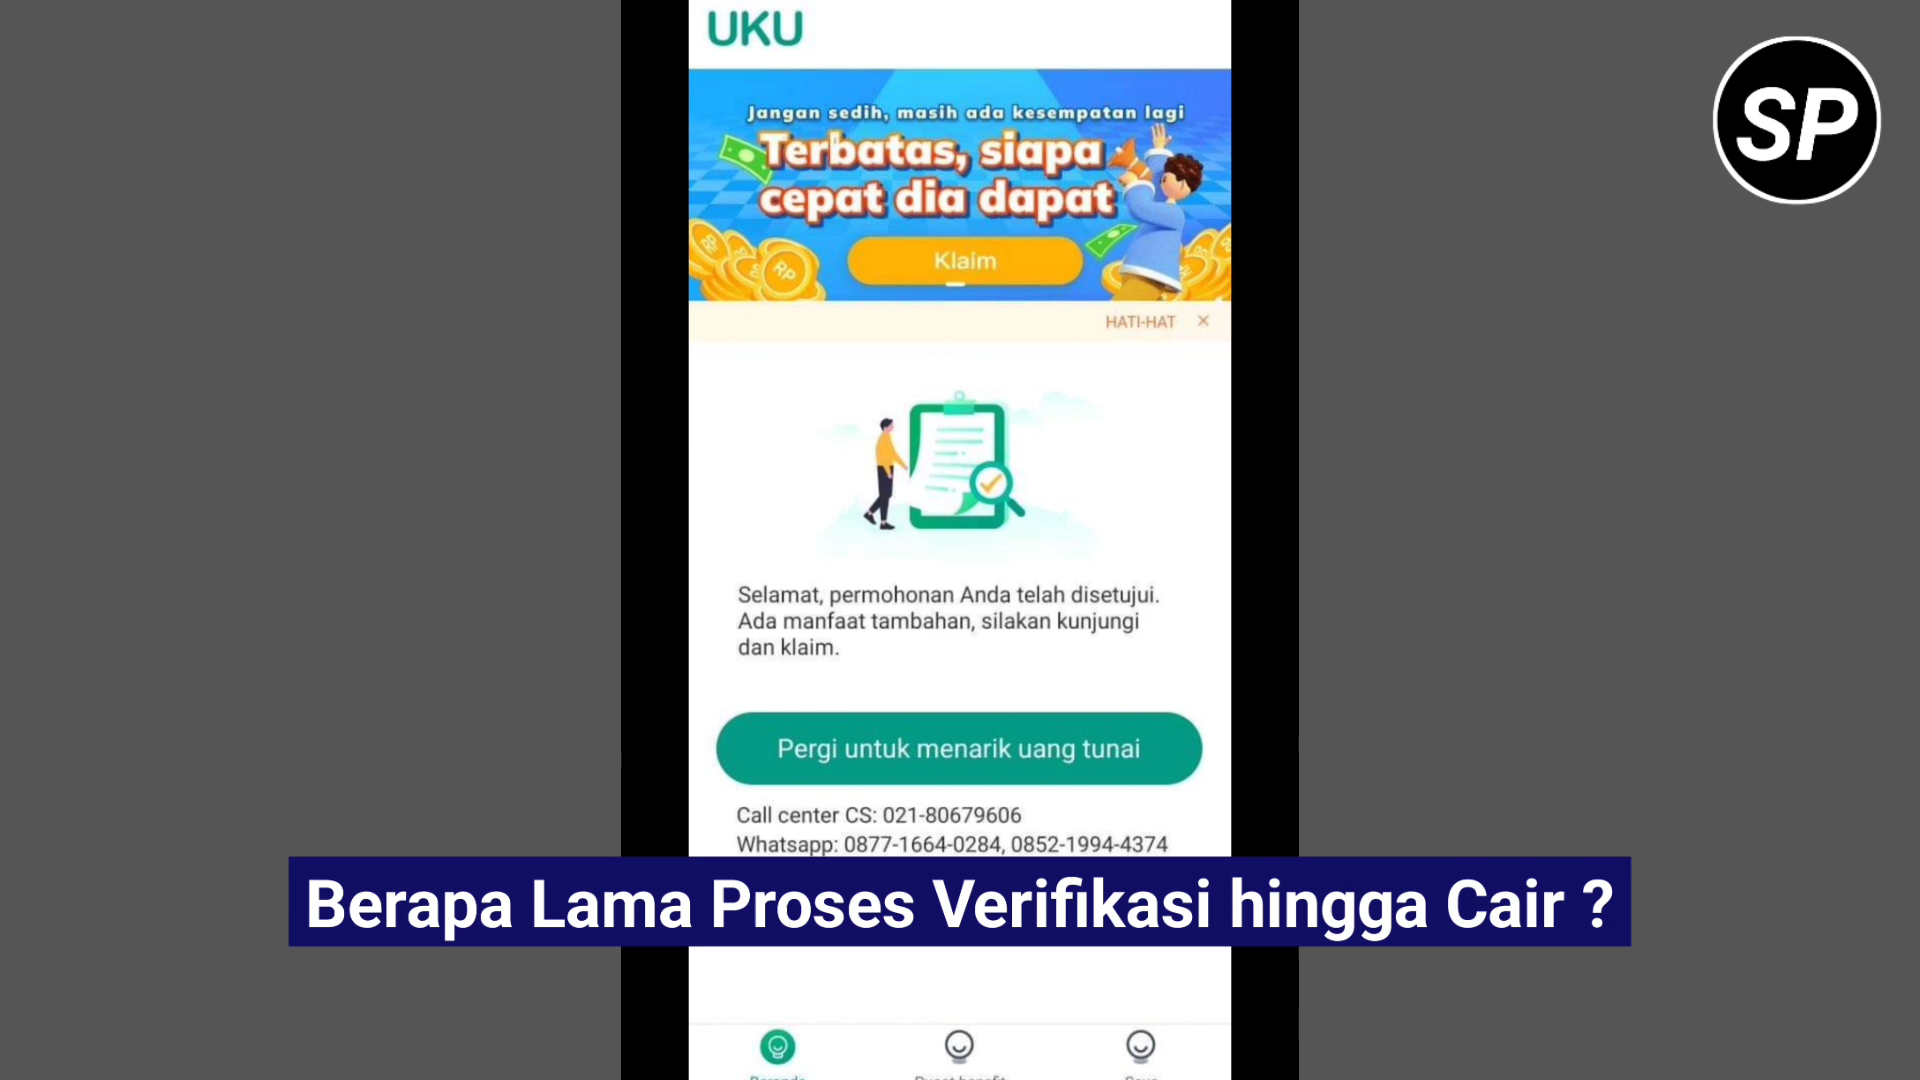 UKU
SP
Jangan sedih, masih ada kesempatan lagi
Terbatas, siapa
cepat dia dapat
Klaim
RP
RP
HATI-HAT
Selamat, permohonan Anda telah disetujui.
Ada manfaat tambahan, silakan kunjungi
dan klaim.
Pergi untuk menarik uang tunai
Call center CS: 021-80679606
Whatsapp: 0877-1664-0284, 0852-1994-4374
Berapa Lama Proses Verifikasi hingga Cair ?